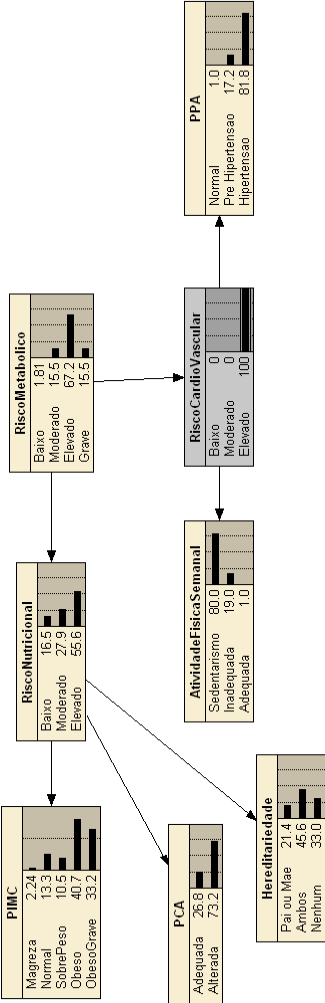 PIMC
Magreza 2.24
Normal 13.3
SobrePeso 10.5
Obeso 40.7
ObesoGrave 33.2
RiscoNutricional
Baixo 16.5
Moderado 27.9
Elevado 55.6
RiscoMetabolico
Baixo 1.81
Moderado 15.5
Elevado 67.2
Grave 15.5
PCA
Adequada 26.8
Alterada 73.2
AtividadeFisicaSemanal
Sedentarismo 80.0
Inadequada 19.0
Adequada 1.0
RiscoCardioVascular
Baixo 0
Moderado 0
Elevado 100
PPA
Normal 1.0
Pre Hipertensao 17.2
Hipertensao 81.8
Hereditariedade
Pai ou Mae 21.4
Ambos 45.6
Nenhum 33.0